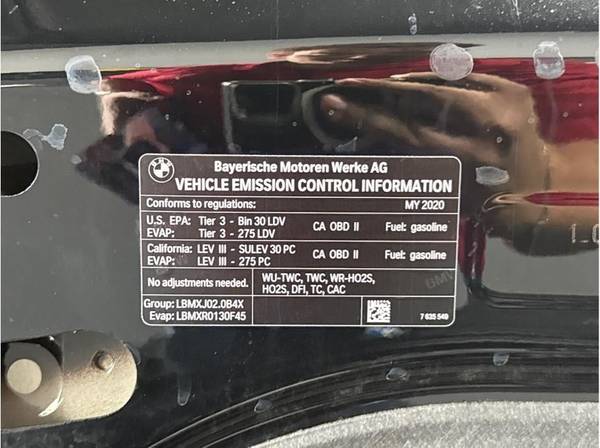 BMW
Bayerische Motoren Werke AG
VEHICLE EMISSION CONTROL INFORMATION
Conforms to regulations: MY 2020
U.S. EPA: Tier 3 - Bin 30 LDV CA OBD II Fuel: gasoline
EVAP: Tier 3 - 275 LDV
California: LEV III - SULEV 30 PC CA OBD II Fuel: gasoline
EVAP: LEV III - 275 PC
No adjustments needed. WU-TWC, TWC, WR-HO2S,
HO2S, DFI, TC, CAC
Group: LBMXJ02.0B4X
Evap: LBMXR0130F45
7 635 549